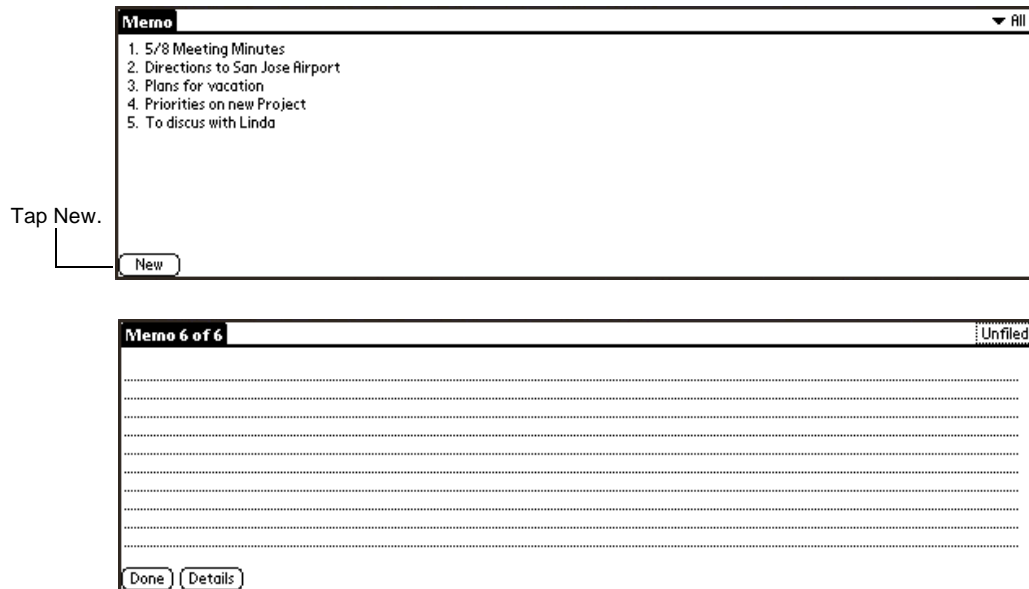 Memo
All
1. 5/8 Meeting Minutes
2. Directions to San Jose Airport
3. Plans for vacation
4. Priorities on new Project
5. To discus with Linda
Tap New.
New
Memo 6 of 6
Unfiled
Done Details